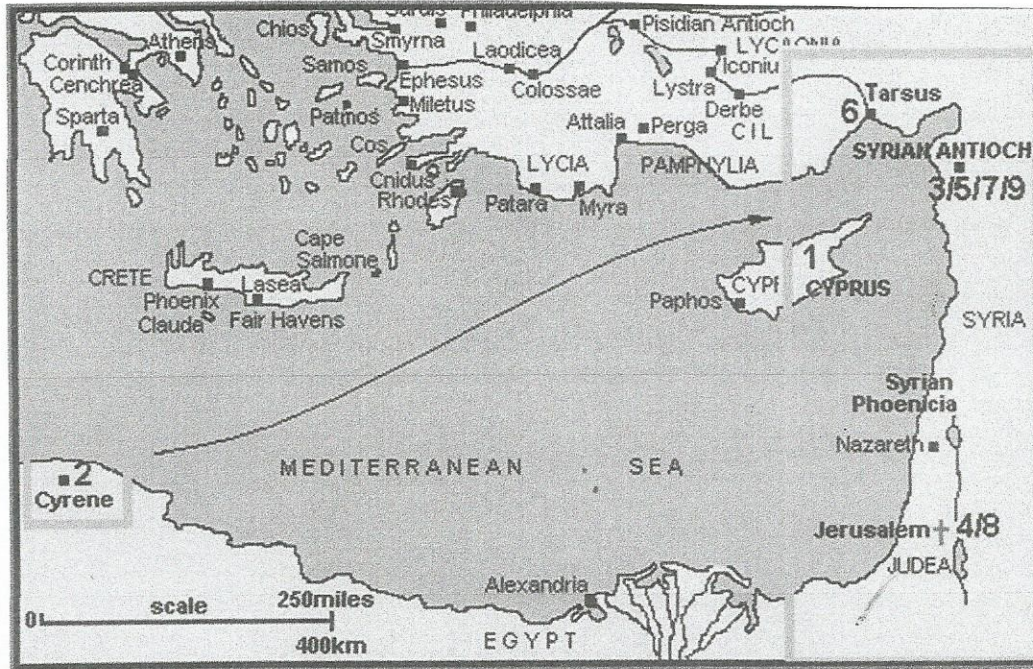 Sardis
Philadelphia
Chios
Smyrna
Pisidian Antioch
Athens
Laodicea
LYCAONIA
Corinth
Iconiu
Cenchrea
Samos
Ephesus
Colossae
Lystra
Miletus
Derbe
6
Tarsus
Patmos
Sparta
Attalia
Perga
CIL
Cos
LYCIA
PAMPHYLIA
SYRIAN ANTIOCH
Cnidus
3/5/7/9
Rhodes
Patara
Myra
Cape
Salmone
1
CRETE
Lasea
CYPI
CYPRUS
Phoenix
Paphos
Clauda
Fair Havens
SYRIA
Syrian
Phoenicia
Nazareth
MEDITERRANEAN SEA
2
Cyrene
Jerusalem 4/8
JUDEA
Alexandria
0 scale 250miles
400km
EGYPT